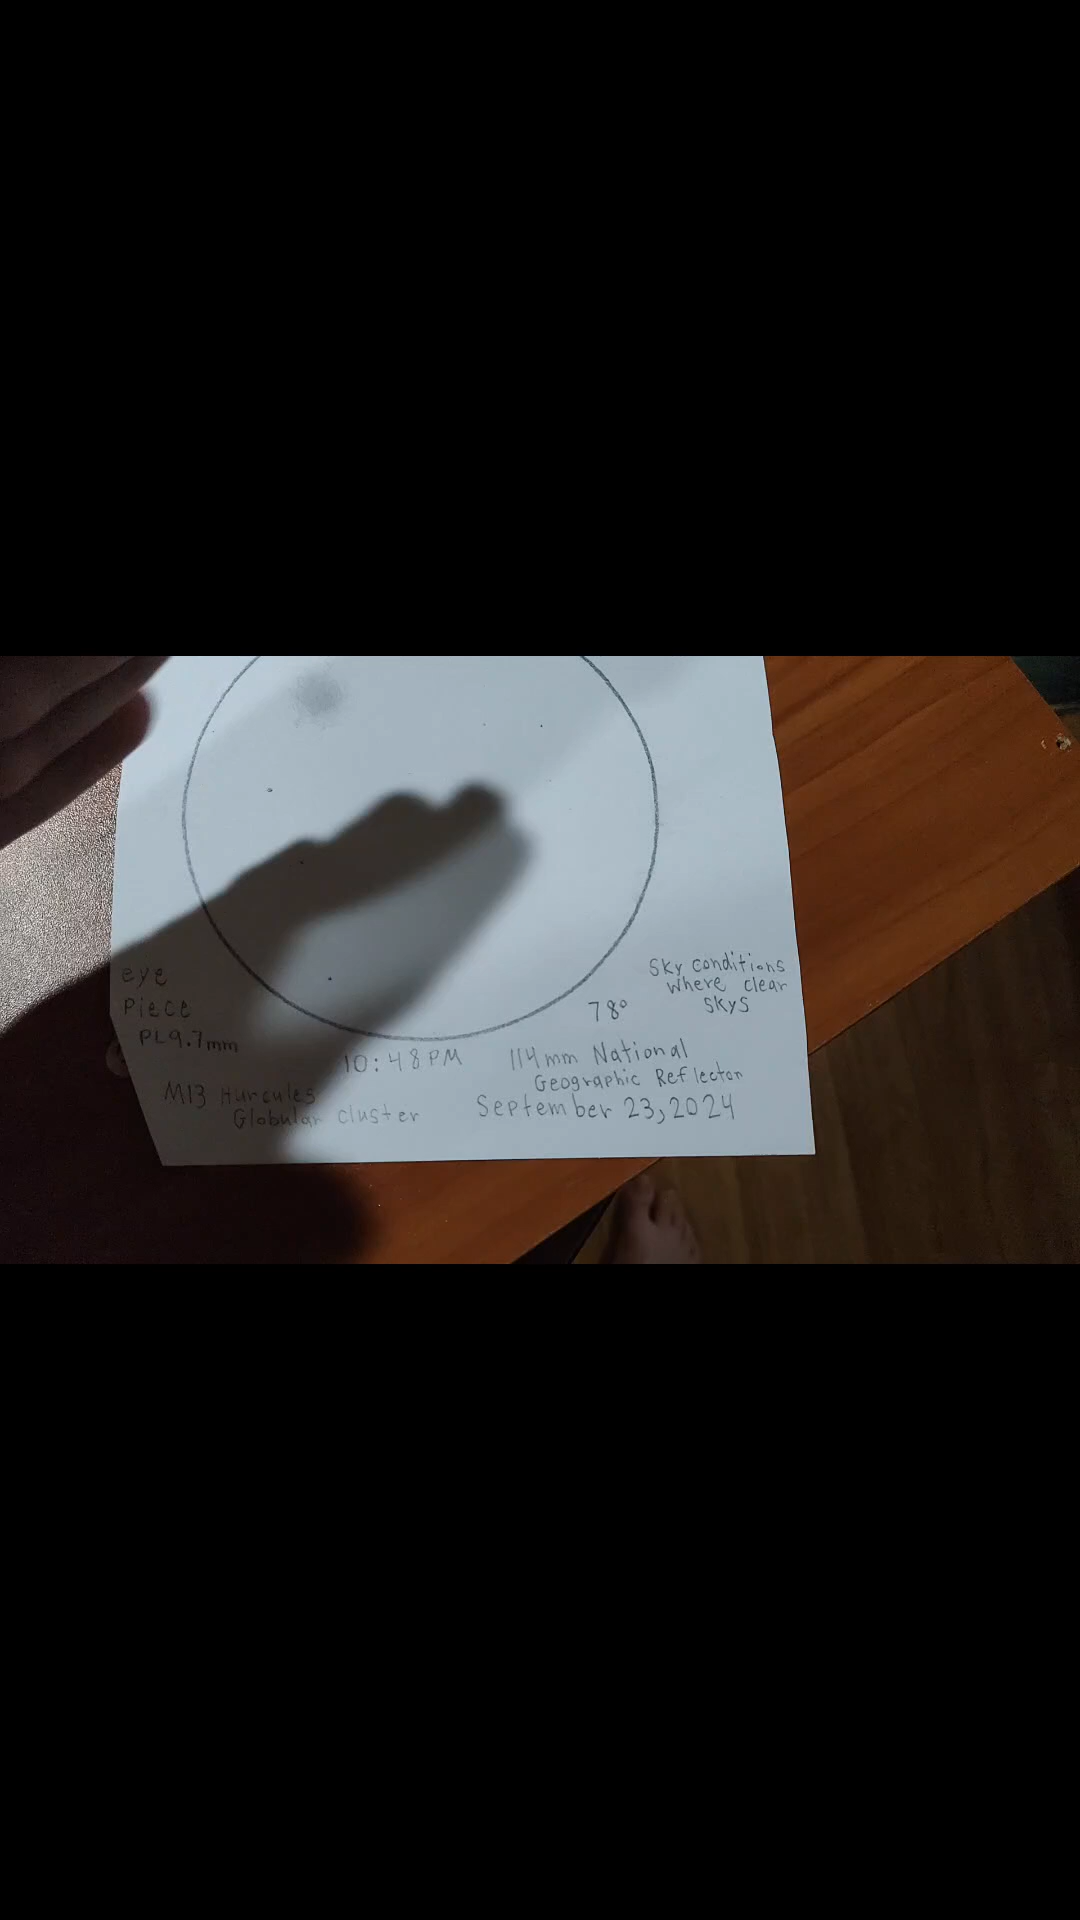 eye
Piece
PL9.7mm
Sky conditions
where clear
skys
78°
10:48PM
114mm National
Geographic Reflector
M13 Hurcules
Globular cluster
September 23,2024